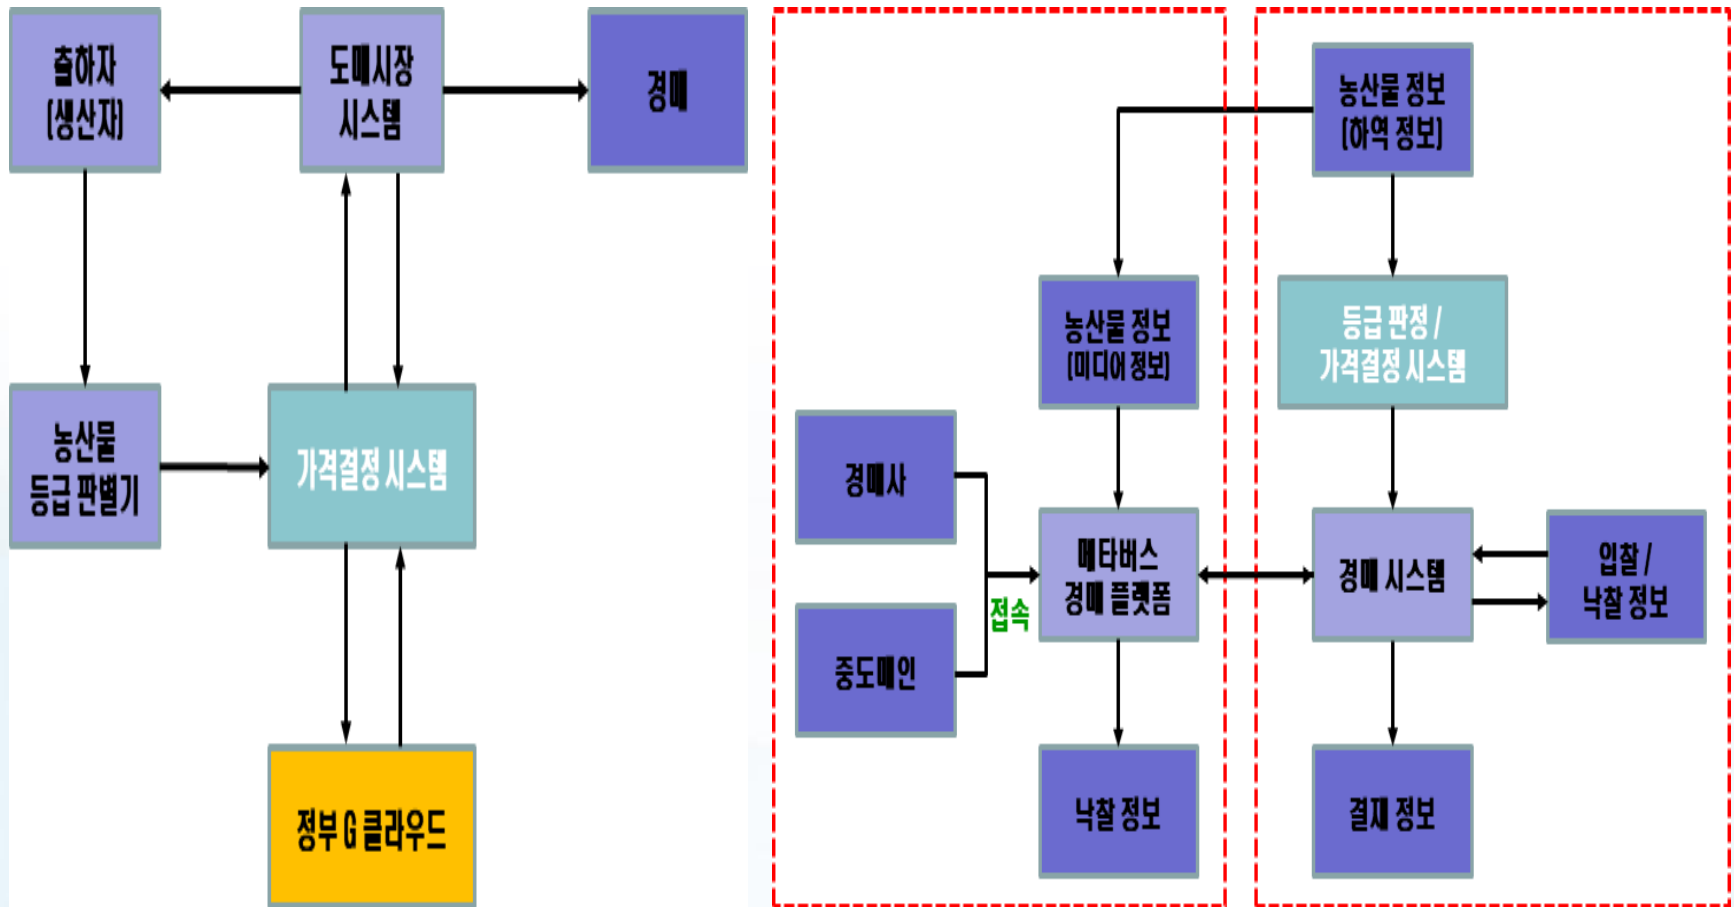 출하자
(생산자)
도매시장
시스템
경매
농산물
등급 판별기
가격결정 시스템
정부 G 클라우드
농산물 정보
(하역 정보)
농산물 정보
(미디어 정보)
등급 판정 /
가격결정 시스템
경매사
중도매인
접속
메타버스
경매 플랫폼
경매 시스템
입찰 /
낙찰 정보
낙찰 정보
결재 정보